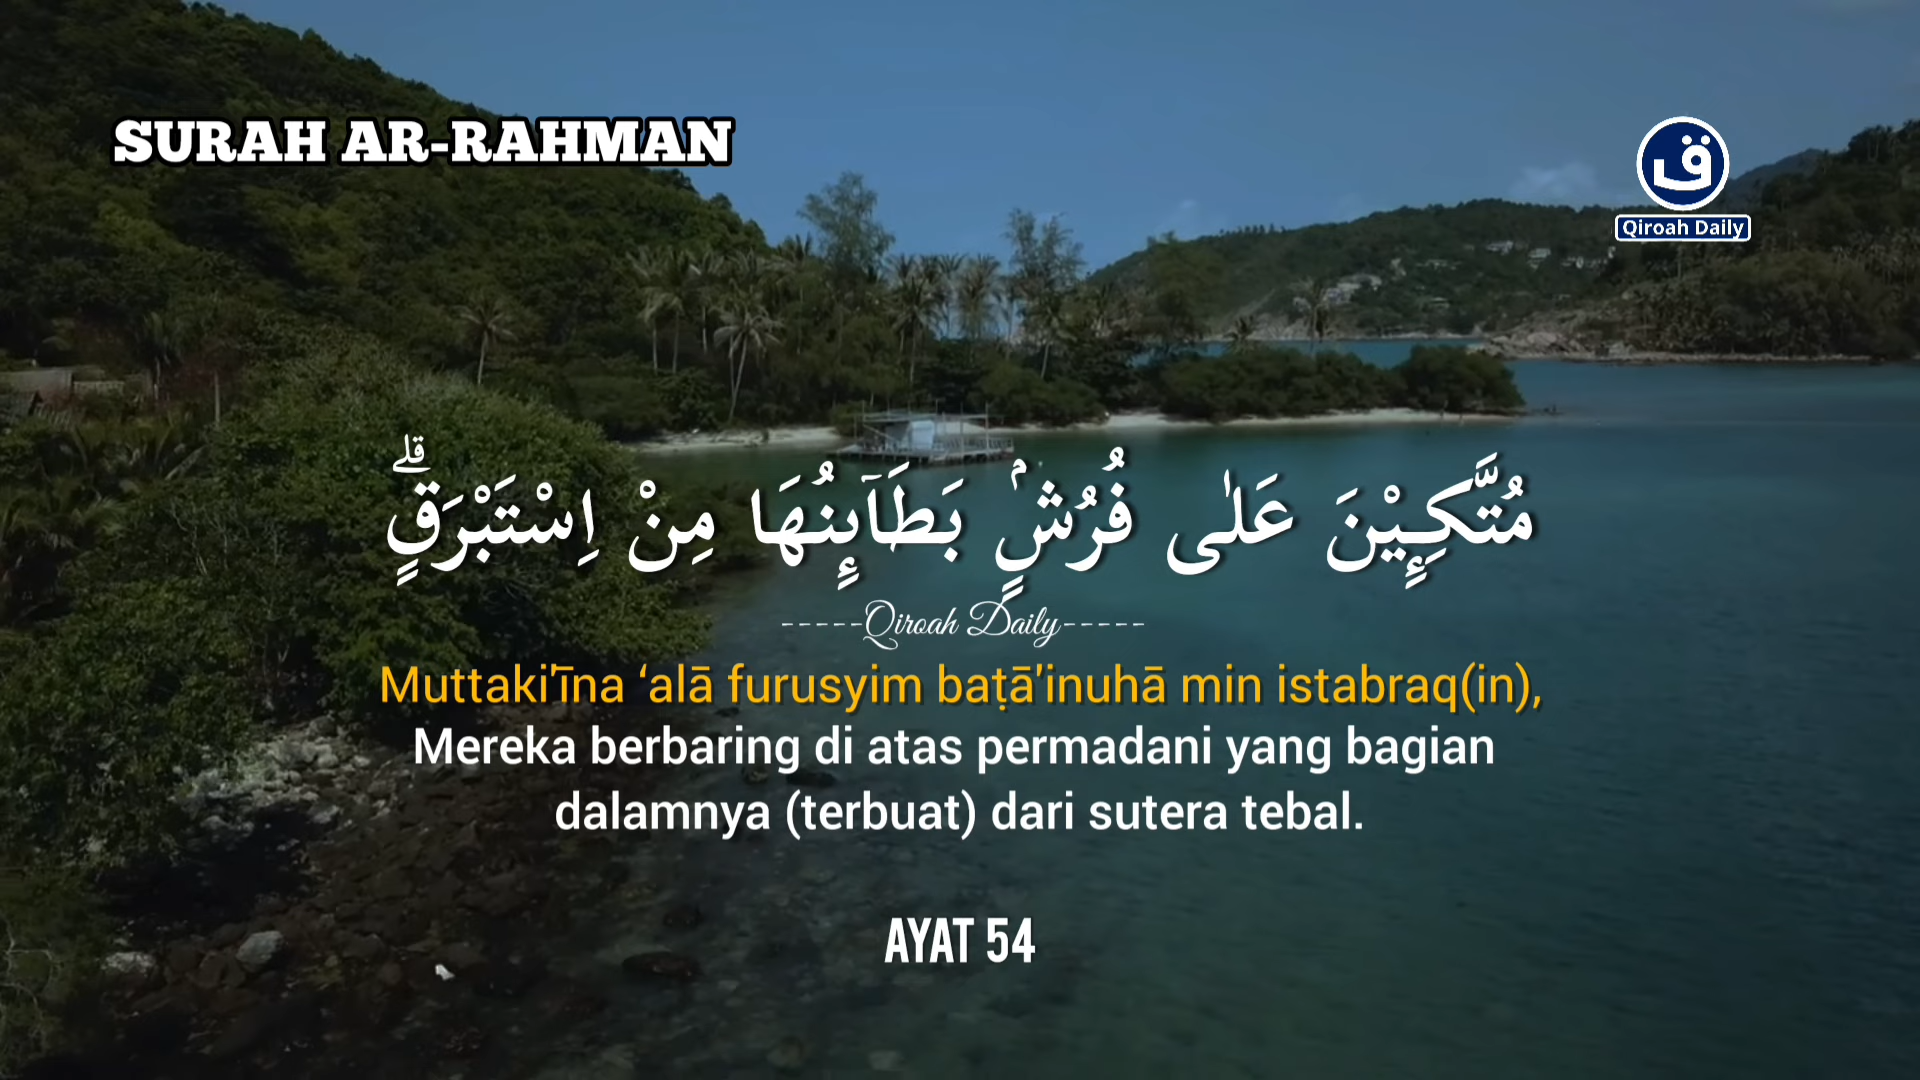 SURAH AR-RAHMAN
ق
Qiroah Daily
مُتَّكِـِٕيْنَ عَلٰى فُرُشٍۢ بَطَاۤىِٕنُهَا مِنْ اِسْتَبْرَقٍۗ
-----Qiroah Daily-----
Muttaki'īna ‘alā furusyim baṭā'inuhā min istabraq(in),
Mereka berbaring di atas permadani yang bagian
dalamnya (terbuat) dari sutera tebal.
AYAT 54